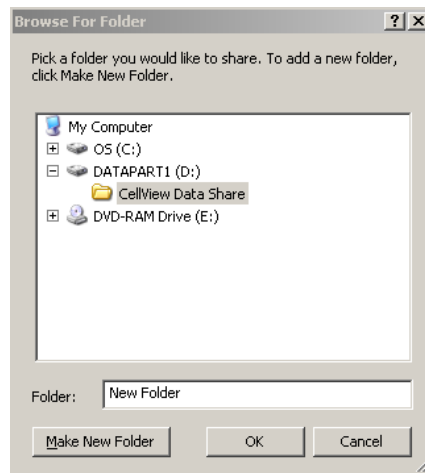 Browse For Folder
Pick a folder you would like to share. To add a new folder,
click Make New Folder.
My Computer
OS (C:)
DATAPART1 (D:)
CellView Data Share
DVD-RAM Drive (E:)
Folder: New Folder
Make New Folder OK Cancel